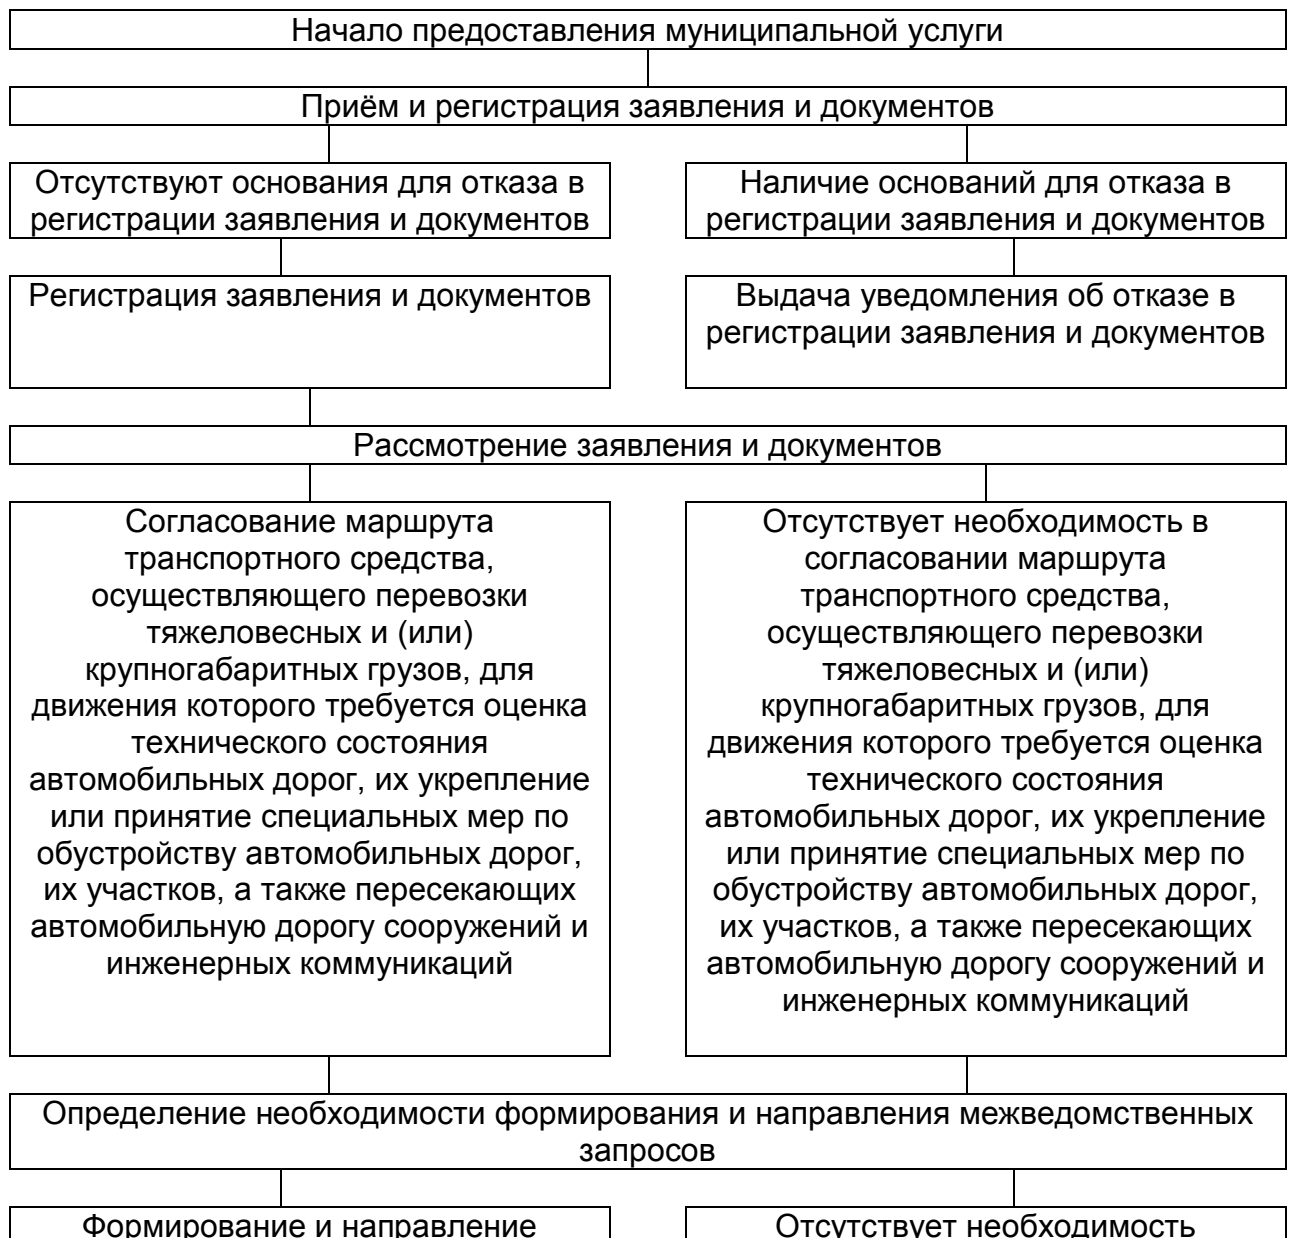 Начало предоставления муниципальной услуги
Приём и регистрация заявления и документов
Отсутствуют основания для отказа в
регистрации заявления и документов
Наличие оснований для отказа в
регистрации заявления и документов
Регистрация заявления и документов
Выдача уведомления об отказе в
регистрации заявления и документов
Рассмотрение заявления и документов
Согласование маршрута
транспортного средства,
осуществляющего перевозки
тяжеловесных и (или)
крупногабаритных грузов, для
движения которого требуется оценка
технического состояния
автомобильных дорог, их укрепление
или принятие специальных мер по
обустройству автомобильных дорог,
их участков, а также пересекающих
автомобильную дорогу сооружений и
инженерных коммуникаций
Отсутствует необходимость в
согласовании маршрута
транспортного средства,
осуществляющего перевозки
тяжеловесных и (или)
крупногабаритных грузов, для
движения которого требуется оценка
технического состояния
автомобильных дорог, их укрепление
или принятие специальных мер по
обустройству автомобильных дорог,
их участков, а также пересекающих
автомобильную дорогу сооружений и
инженерных коммуникаций
Определение необходимости формирования и направления межведомственных
запросов
Формирование и направление
Отсутствует необходимость